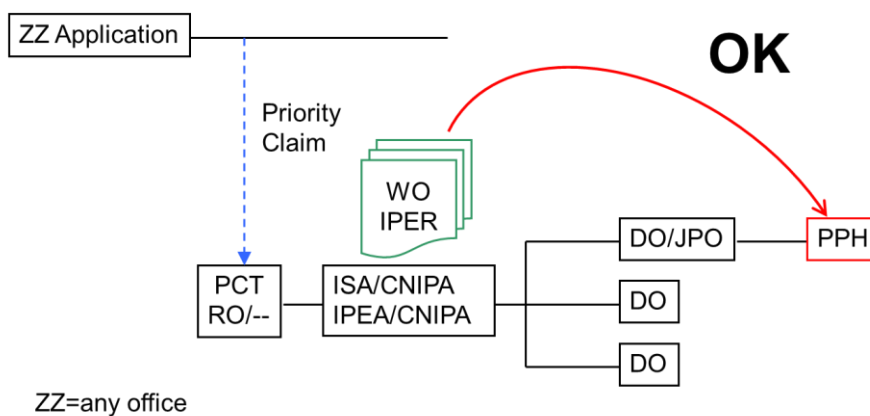 ZZ Application
OK
Priority
Claim
WO
IPER
DO/JPO
PPH
PCT
RO/--
ISA/CNIPA
IPEA/CNIPA
DO
DO
ZZ=any office